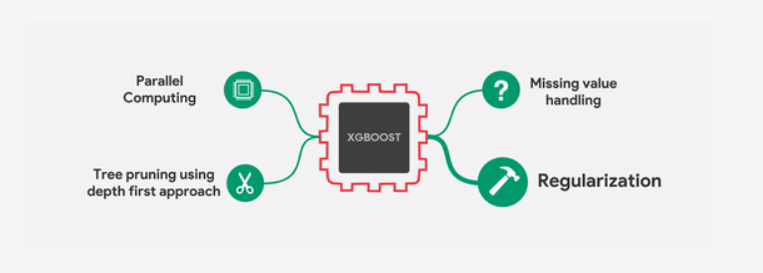 Parallel
Computing
Missing value
handling
XGBOOST
Tree pruning using
depth first approach
Regularization